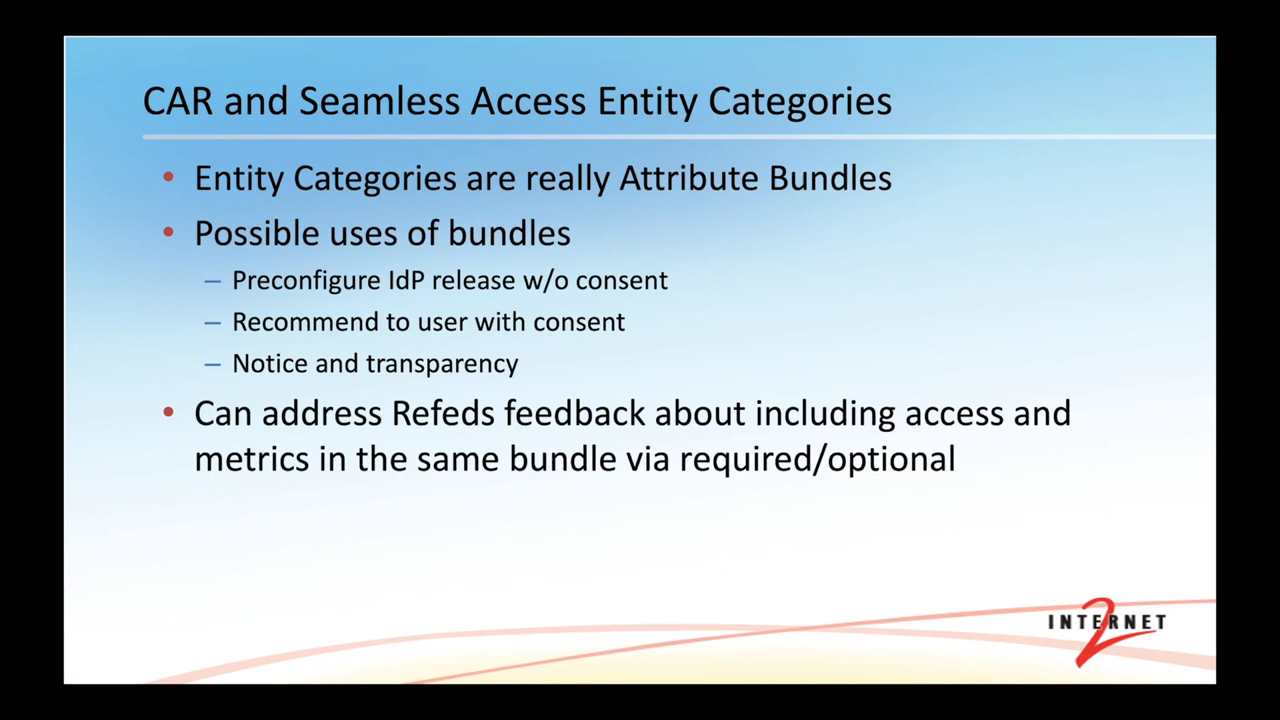 CAR and Seamless Access Entity Categories
• Entity Categories are really Attribute Bundles
• Possible uses of bundles
– Preconfigure IdP release w/o consent
– Recommend to user with consent
– Notice and transparency
• Can address Refeds feedback about including access and
metrics in the same bundle via required/optional
INTERNET
2